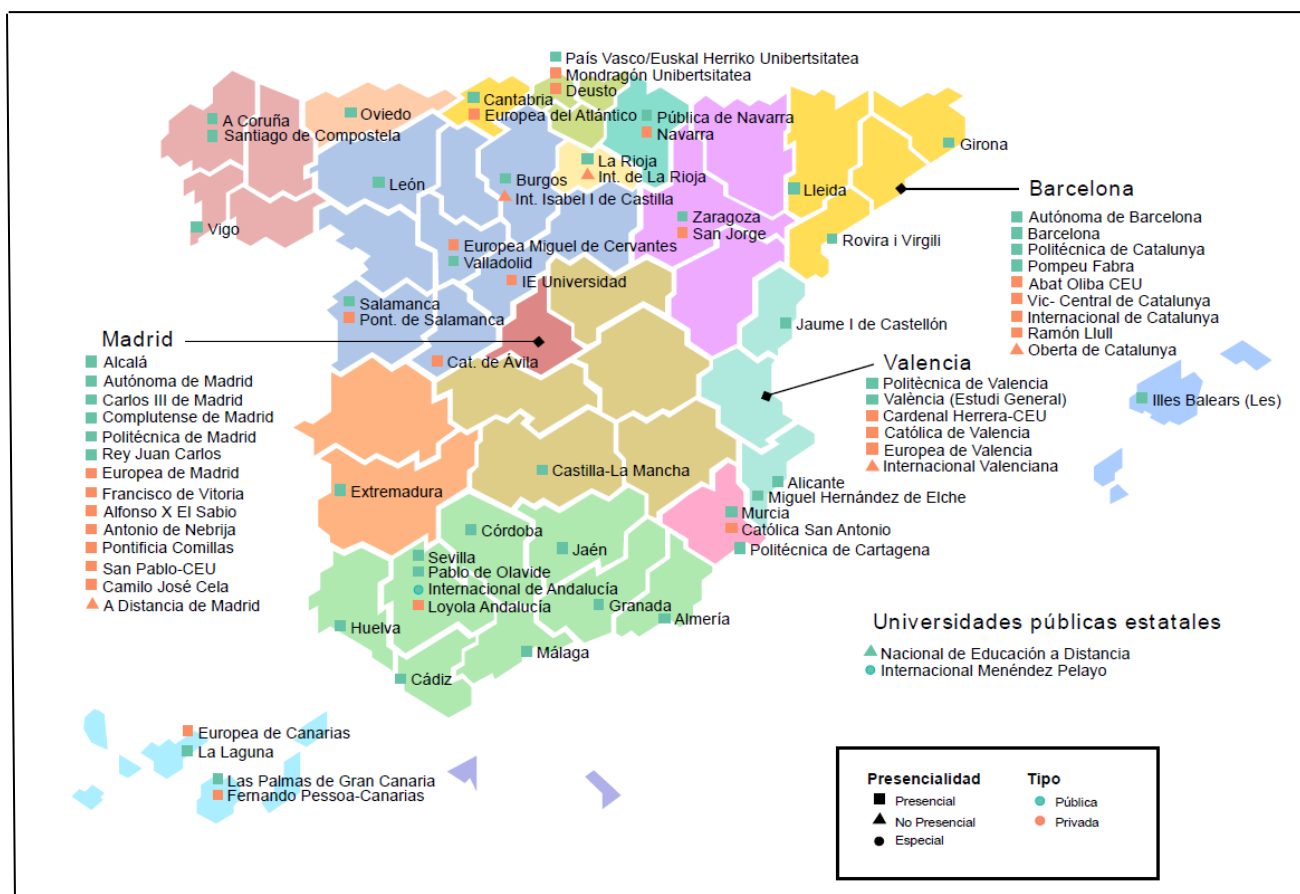 País Vasco/Euskal Herriko Unibertsitatea
Mondragón Unibertsitatea
Deusto
Cantabria
Europea del Atlántico
Oviedo
A Coruña
Santiago de Compostela
Vigo
Pública de Navarra
Navarra
La Rioja
Int. de La Rioja
León
Burgos
Int. Isabel I de Castilla
Europea Miguel de Cervantes
Valladolid
IE Universidad
Salamanca
Pont. de Salamanca
Cat. de Ávila
Zaragoza
San Jorge
Girona
Lleida
Rovira i Virgili
Barcelona
Autónoma de Barcelona
Barcelona
Politécnica de Catalunya
Pompeu Fabra
Abat Oliba CEU
Vic- Central de Catalunya
Internacional de Catalunya
Ramón Llull
Oberta de Catalunya
Jaume I de Castellón
Madrid
Alcalá
Autónoma de Madrid
Carlos III de Madrid
Complutense de Madrid
Politécnica de Madrid
Rey Juan Carlos
Europea de Madrid
Francisco de Vitoria
Alfonso X El Sabio
Antonio de Nebrija
Pontificia Comillas
San Pablo-CEU
Camilo José Cela
A Distancia de Madrid
Valencia
Politècnica de Valencia
València (Estudi General)
Cardenal Herrera-CEU
Católica de Valencia
Europea de Valencia
Internacional Valenciana
Illes Balears (Les)
Castilla-La Mancha
Extremadura
Alicante
Miguel Hernández de Elche
Murcia
Católica San Antonio
Politécnica de Cartagena
Córdoba
Jaén
Sevilla
Pablo de Olavide
Internacional de Andalucía
Loyola Andalucía
Granada
Almería
Huelva
Málaga
Cádiz
Universidades públicas estatales
Nacional de Educación a Distancia
Internacional Menéndez Pelayo
Europea de Canarias
La Laguna
Las Palmas de Gran Canaria
Fernando Pessoa-Canarias
Presencialidad
Presencial
No Presencial
Especial
Tipo
Pública
Privada